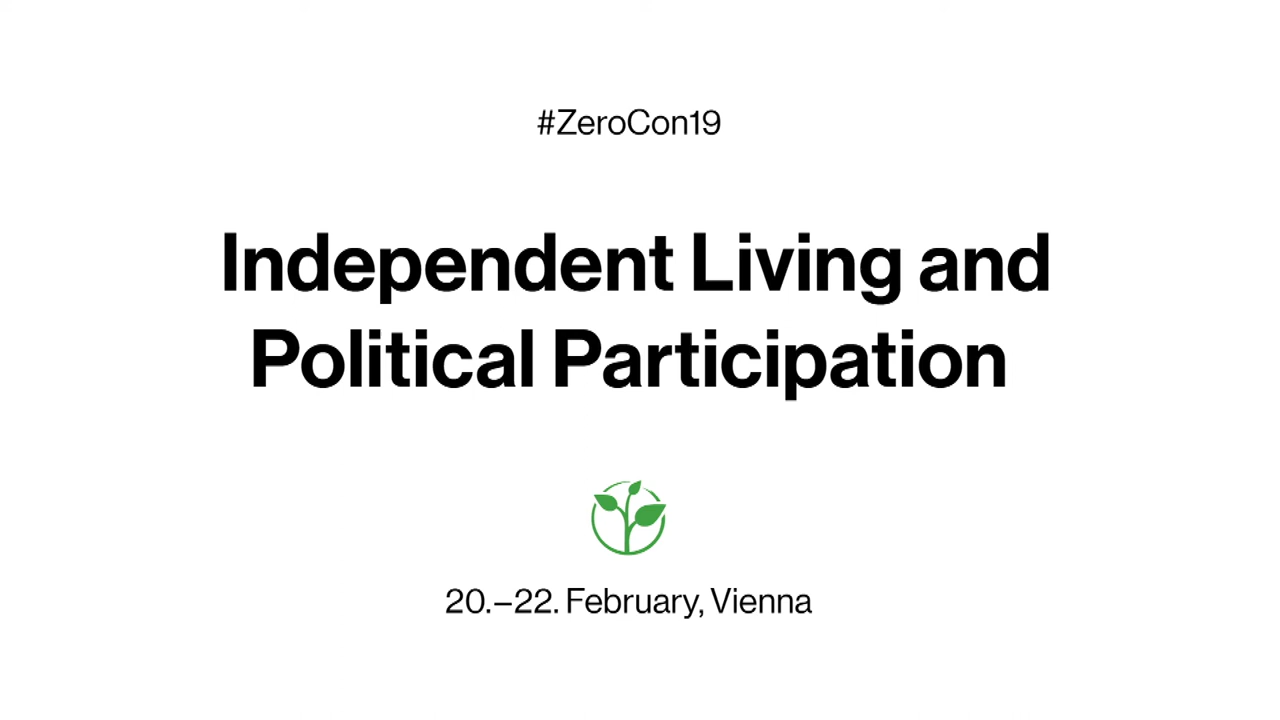 #ZeroCon19
Independent Living and
Political Participation
20.–22. February, Vienna